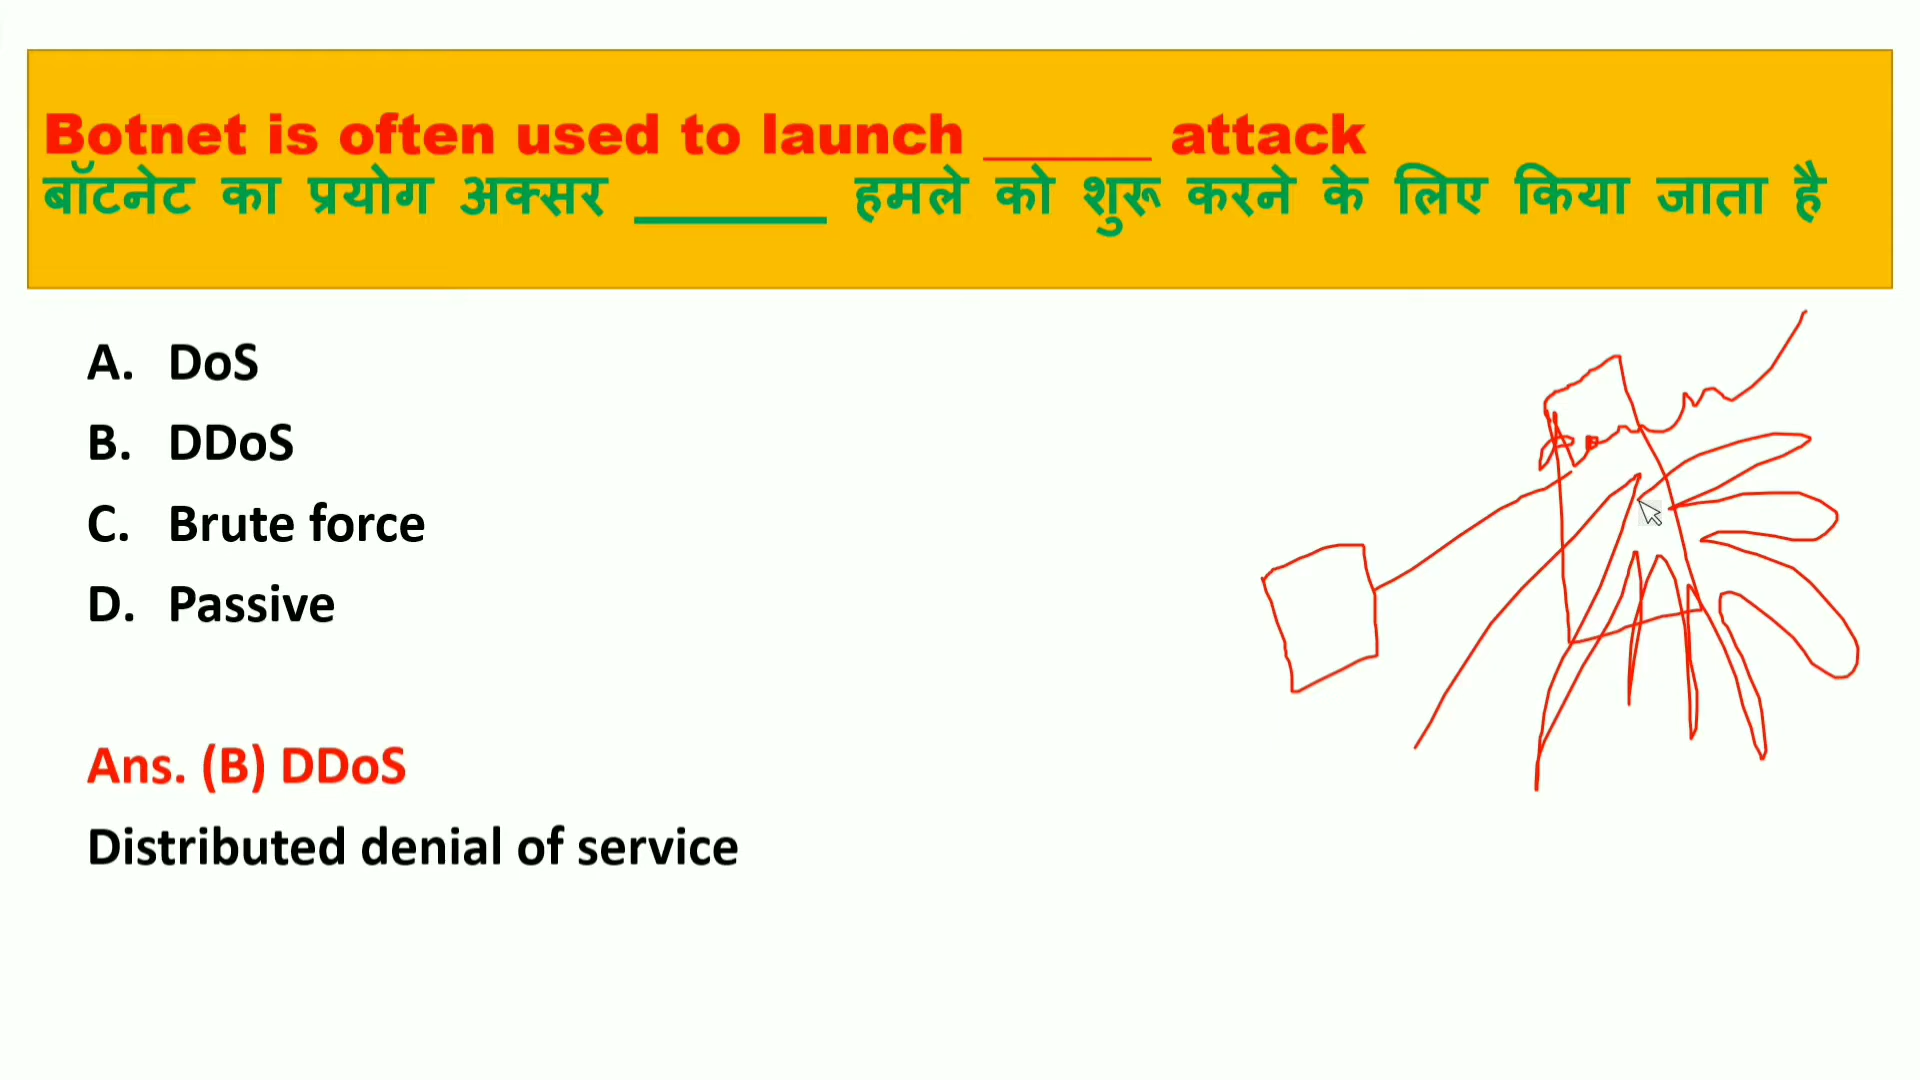 Botnet is often used to launch ______ attack
बॉटनेट का प्रयोग अक्सर _______ हमले को शुरू करने के लिए किया जाता है
A. DoS
B. DDoS
C. Brute force
D. Passive
Ans. (B) DDoS
Distributed denial of service